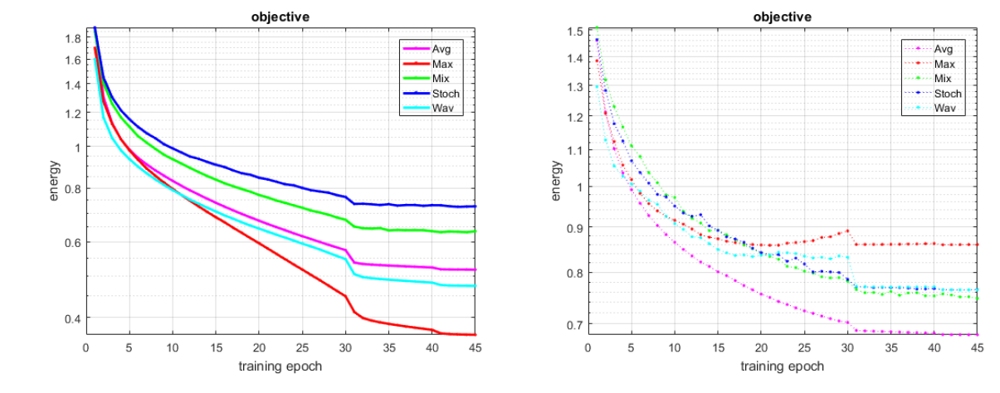 objective
1.8
1.6
1.4
1.2
1
0.8
0.6
0.4
energy
0 5 10 15 20 25 30 35 40 45
training epoch
Avg
Max
Mix
Stoch
Wav
objective
1.5
1.4
1.3
1.2
1.1
1
0.9
0.8
0.7
energy
0 5 10 15 20 25 30 35 40 45
training epoch
Avg
Max
Mix
Stoch
Wav